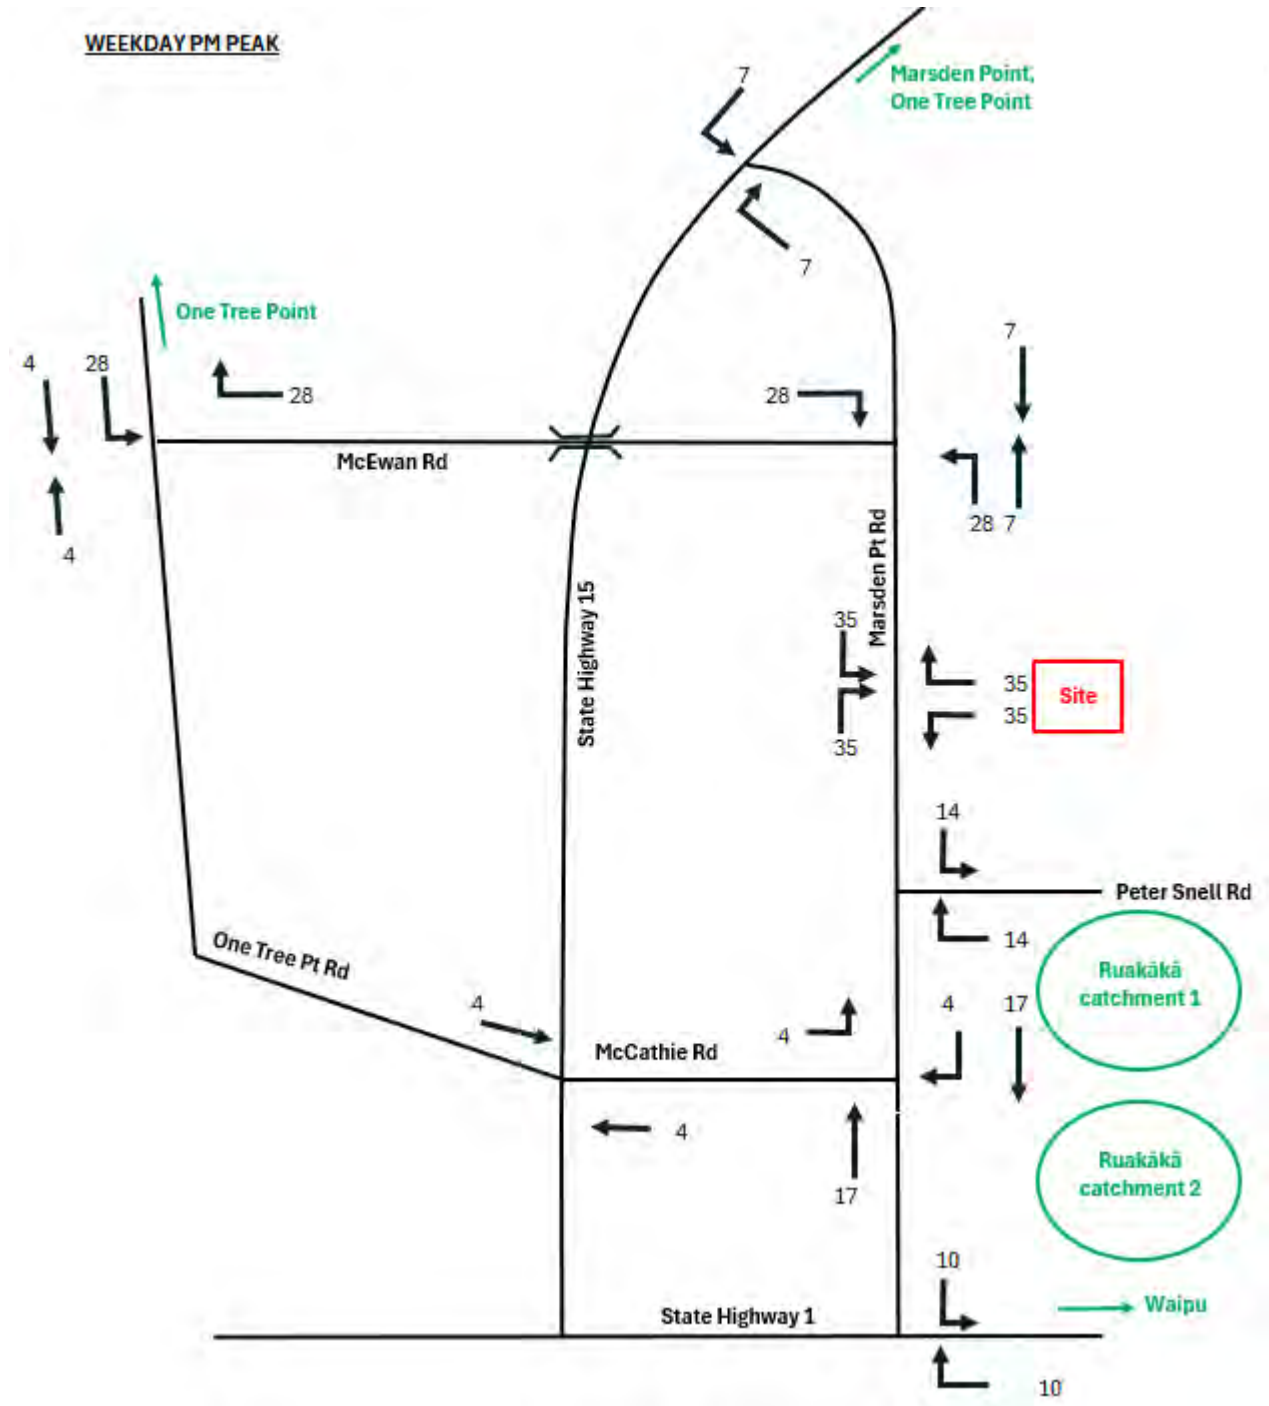 WEEKDAY PM PEAK
7
Marsden Point,
One Tree Point
7
One Tree Point
4
28
28
28
7
McEwan Rd
4
28
7
Marsden Pt Rd
State Highway 15
35
35
35
Site
35
14
Peter Snell Rd
14
One Tree Pt Rd
Ruakākā
catchment 1
4
4
4
17
McCathie Rd
4
17
Ruakākā
catchment 2
10
Waipu
State Highway 1
10